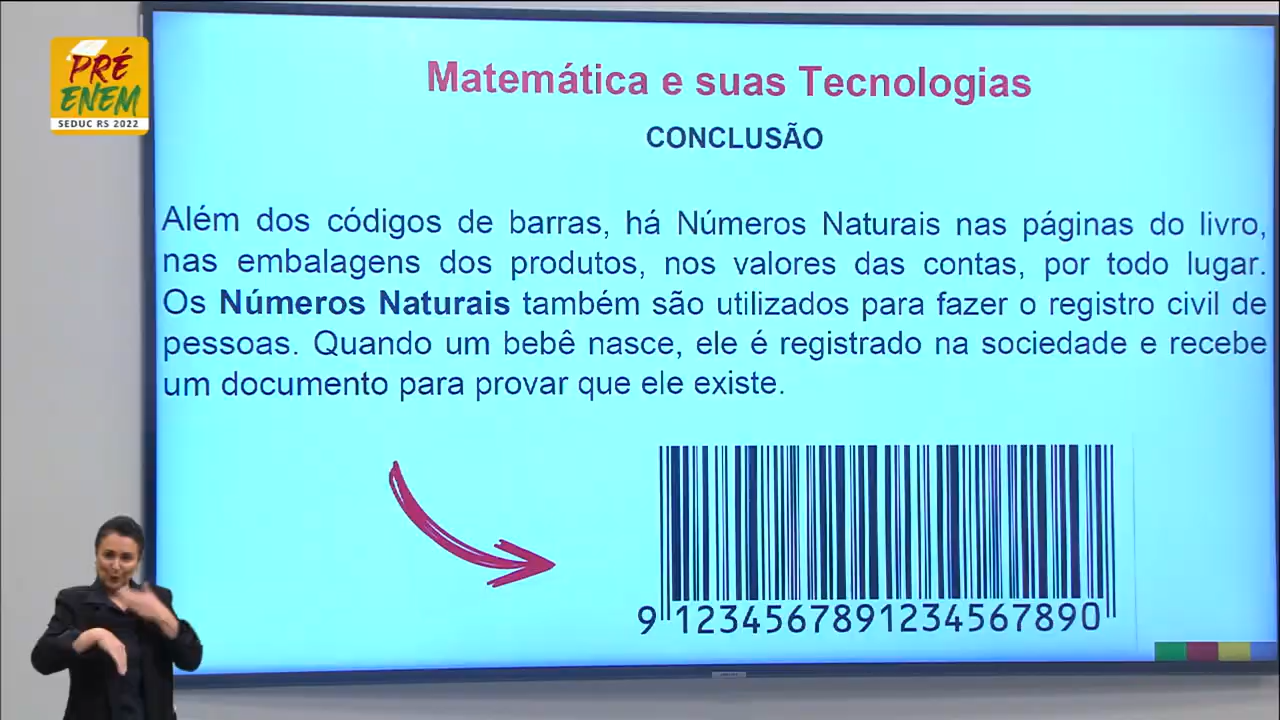 PRÉ
ENEM
SEDUC RS 2022
Matemática e suas Tecnologias
CONCLUSÃO
Além dos códigos de barras, há Números Naturais nas páginas do livro,
nas embalagens dos produtos, nos valores das contas, por todo lugar.
Os Números Naturais também são utilizados para fazer o registro civil de
pessoas. Quando um bebê nasce, ele é registrado na sociedade e recebe
um documento para provar que ele existe.
9 1234567891234567890